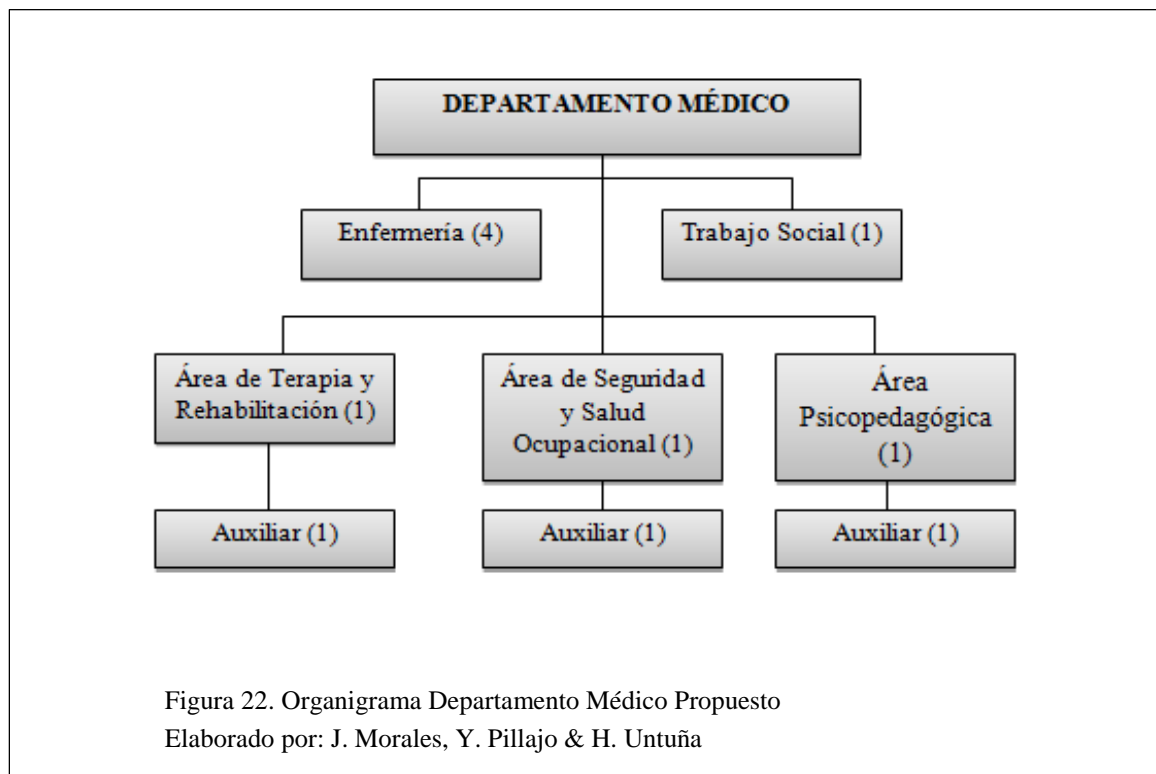 DEPARTAMENTO MÉDICO
Enfermería (4)
Trabajo Social (1)
Área de Terapia y
Rehabilitación (1)
Área de Seguridad
y Salud
Ocupacional (1)
Área
Psicopedagógica
(1)
Auxiliar (1)
Auxiliar (1)
Auxiliar (1)
Figura 22. Organigrama Departamento Médico Propuesto
Elaborado por: J. Morales, Y. Pillajo & H. Untuña